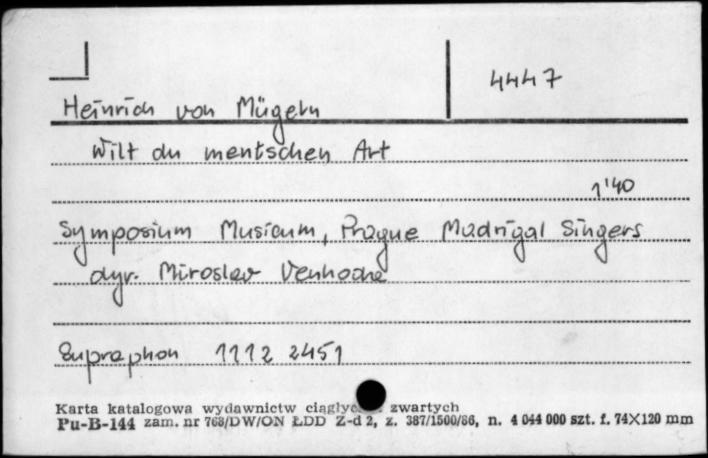 4447
Heinrich von Mügeln
Wilt du mentschen Art
1'40
Symposium Musicum, Prague Madrigal Singers
dyr. Miroslav Venhoda
Supraphon 1112 2451
Karta katalogowa wydawnictw ciągłyc zwartych
Pu-B-144 zam. nr 768/DW/ON ŁDD Z-d 2, z. 387/1500/86, n. 4 044 000 szt. f. 74X120 mm